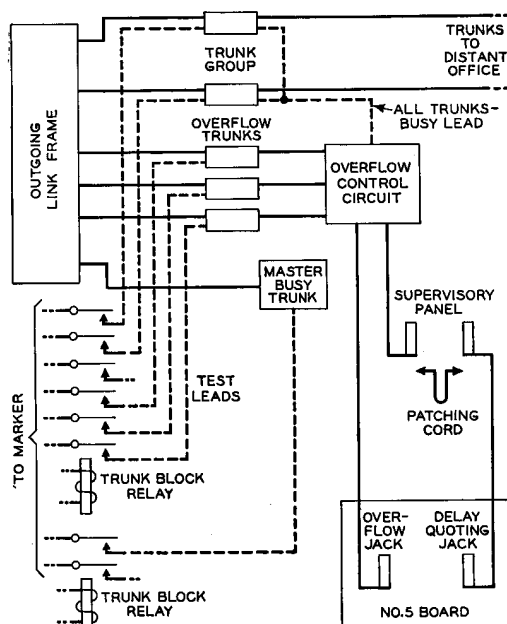 TRUNKS
TO
DISTANT
OFFICE
TRUNK
GROUP
ALL TRUNKS-
BUSY LEAD
OVERFLOW
TRUNKS
OUTGOING
LINK FRAME
OVERFLOW
CONTROL
CIRCUIT
MASTER
BUSY
TRUNK
SUPERVISORY
PANEL
TEST
LEADS
PATCHING
CORD
TO MARKER
TRUNK BLOCK
RELAY
OVER-
FLOW
JACK
DELAY
QUOTING
JACK
TRUNK BLOCK
RELAY
NO.5 BOARD